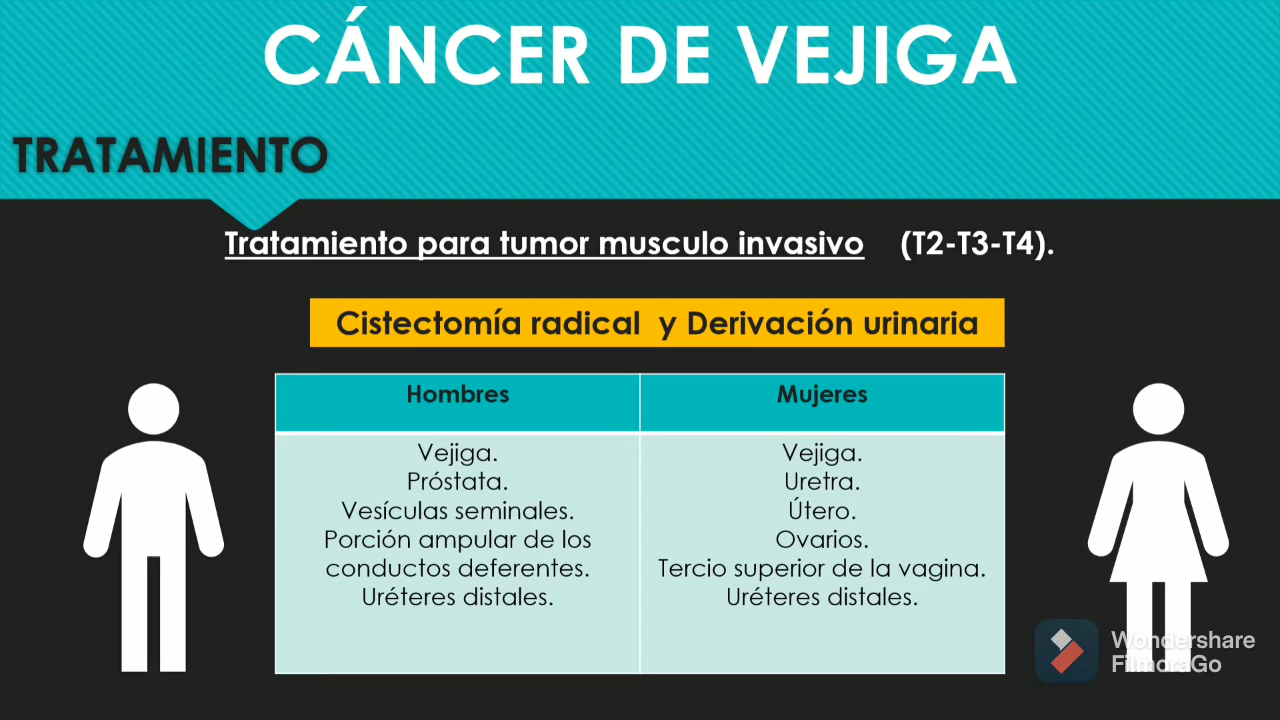 CÁNCER DE VEJIGA
TRATAMIENTO
Tratamiento para tumor musculo invasivo (T2-T3-T4).
Cistectomía radical y Derivación urinaria
Hombres
Vejiga.
Próstata.
Vesículas seminales.
Porción ampular de los
conductos deferentes.
Uréteres distales.
Mujeres
Vejiga.
Uretra.
Útero.
Ovarios.
Tercio superior de la vagina.
Uréteres distales.
Wondershare
FilmoraGo